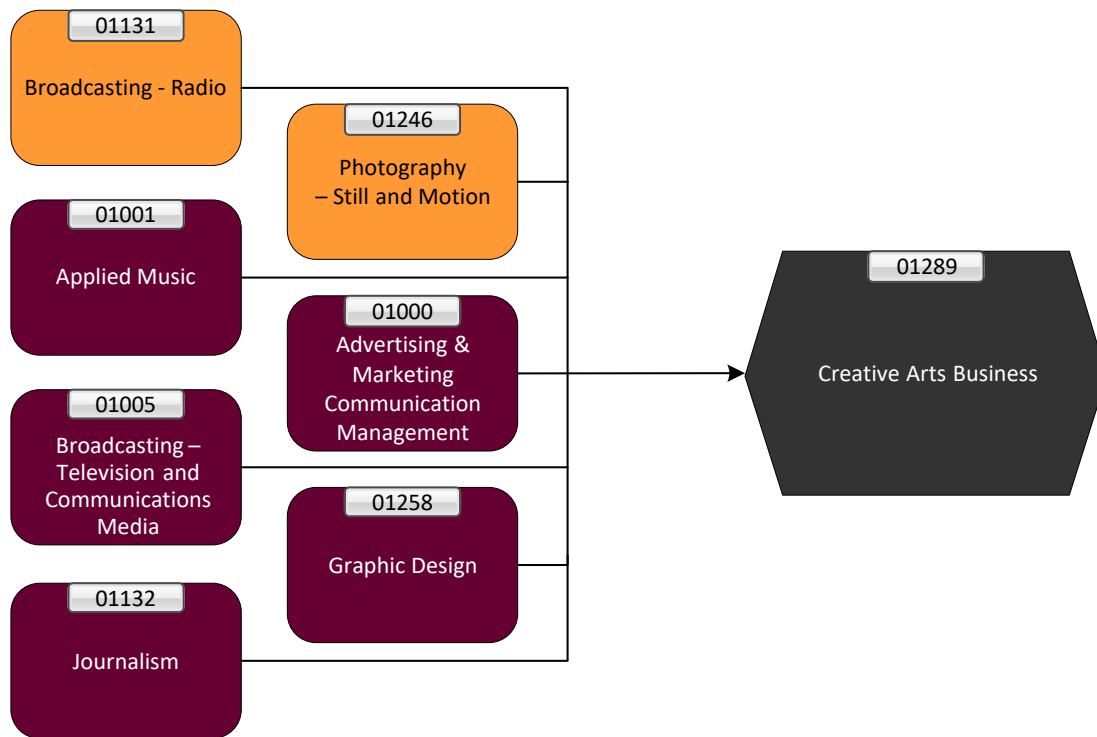 01131
Broadcasting - Radio
01246
Photography
– Still and Motion
01001
Applied Music
01000
Advertising &
Marketing
Communication
Management
01289
Creative Arts Business
01005
Broadcasting –
Television and
Communications
Media
01258
Graphic Design
01132
Journalism